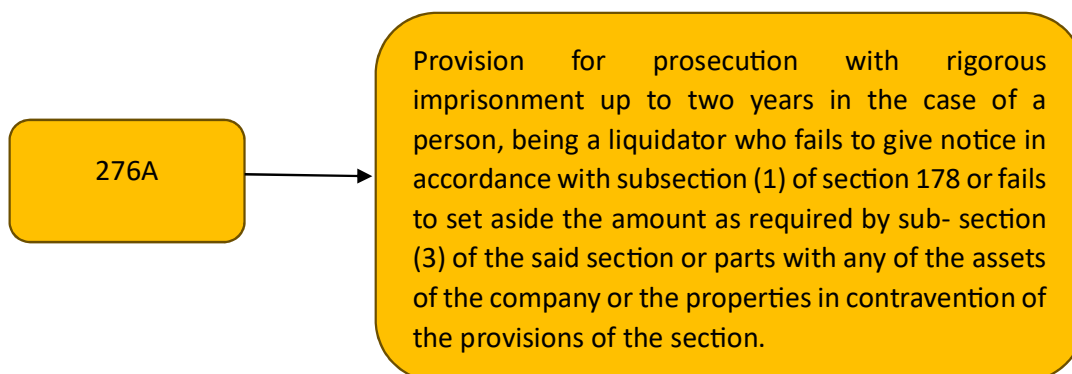 276A
Provision for prosecution with rigorous
imprisonment up to two years in the case of a
person, being a liquidator who fails to give notice in
accordance with subsection (1) of section 178 or fails
to set aside the amount as required by sub- section
(3) of the said section or parts with any of the assets
of the company or the properties in contravention of
the provisions of the section.